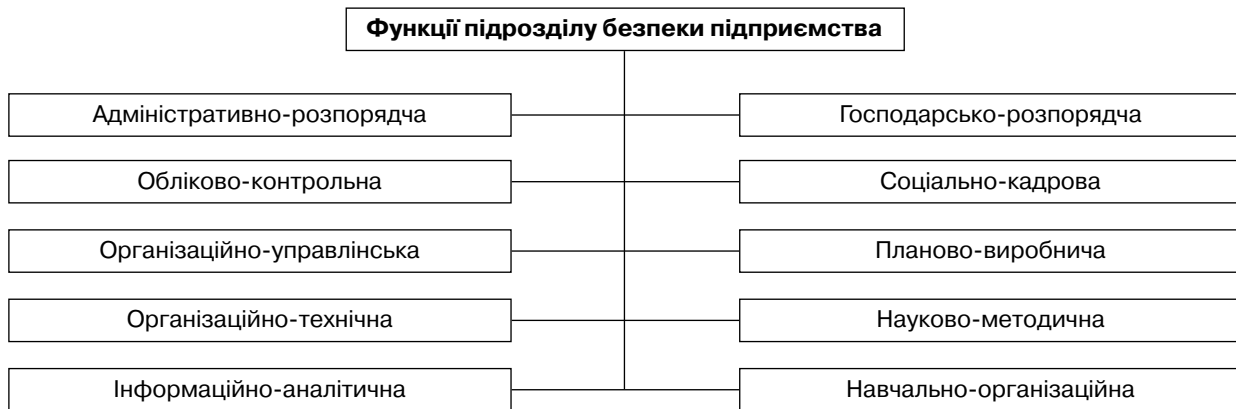 Функції підрозділу безпеки підприємства
Адміністративно-розпорядча
Господарсько-розпорядча
Обліково-контрольна
Соціально-кадрова
Організаційно-управлінська
Планово-виробнича
Організаційно-технічна
Науково-методична
Інформаційно-аналітична
Навчально-організаційна